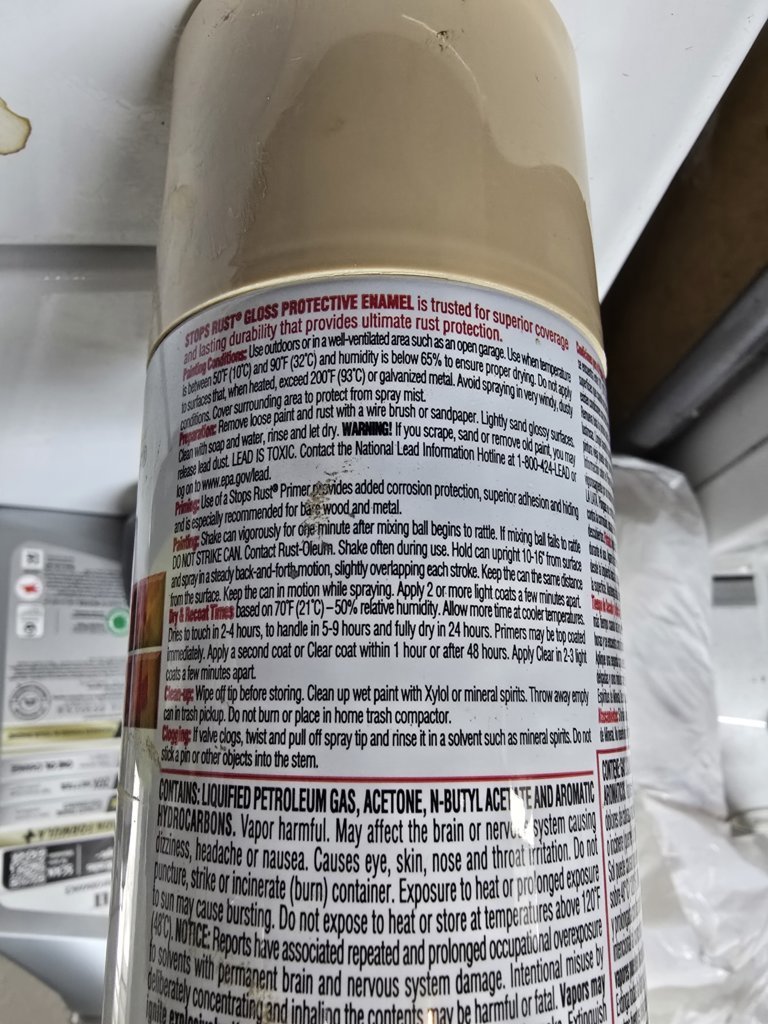 STOPS RUST® GLOSS PROTECTIVE ENAMEL is trusted for superior coverage
and lasting durability that provides ultimate rust protection.
Painting Conditions: Use outdoors or in a well-ventilated area such as an open garage. Use when temperature
is between 50°F (10°C) and 90°F (32°C) and humidity is below 65% to ensure proper drying. Do not apply
to surfaces that, when heated, exceed 200°F (93°C) or galvanized metal. Avoid spraying in very windy, dusty
conditions. Cover surrounding area to protect from spray mist.
Preparation: Remove loose paint and rust with a wire brush or sandpaper. Lightly sand glossy surfaces.
Clean with soap and water, rinse and let dry. WARNING! If you scrape, sand or remove old paint, you may
release lead dust. LEAD IS TOXIC. Contact the National Lead Information Hotline at 1-800-424-LEAD or
log on to www.epa.gov/lead.
Priming: Use of a Stops Rust® Primer provides added corrosion protection, superior adhesion and hiding
and is especially recommended for bare wood and metal.
Painting: Shake can vigorously for one minute after mixing ball begins to rattle. If mixing ball fails to rattle
DO NOT STRIKE CAN. Contact Rust-Oleum. Shake often during use. Hold can upright 10-16" from surface
and spray in a steady back-and-forth motion, slightly overlapping each stroke. Keep the can the same distance
from the surface. Keep the can in motion while spraying. Apply 2 or more light coats a few minutes apart.
Dry & Recoat Times based on 70°F (21°C) – 50% relative humidity. Allow more time at cooler temperatures.
Dries to touch in 2-4 hours, to handle in 5-9 hours and fully dry in 24 hours. Primers may be top coated
immediately. Apply a second coat or Clear coat within 1 hour or after 48 hours. Apply Clear in 2-3 light
coats a few minutes apart.
Clean-up: Wipe off tip before storing. Clean up wet paint with Xylol or mineral spirits. Throw away empty
can in trash pickup. Do not burn or place in home trash compactor.
Clogging: If valve clogs, twist and pull off spray tip and rinse it in a solvent such as mineral spirits. Do not
stick a pin or other objects into the stem.
CONTAINS: LIQUIFIED PETROLEUM GAS, ACETONE, N-BUTYL ACETATE AND AROMATIC
HYDROCARBONS. Vapor harmful. May affect the brain or nervous system causing
dizziness, headache or nausea. Causes eye, skin, nose and throat irritation. Do not
puncture, strike or incinerate (burn) container. Exposure to heat or prolonged exposure
to sun may cause bursting. Do not expose to heat or store at temperatures above 120°F
(49°C). NOTICE: Reports have associated repeated and prolonged occupational overexposure
to solvents with permanent brain and nervous system damage. Intentional misuse by
deliberately concentrating and inhaling the contents may be harmful or fatal. Vapors may